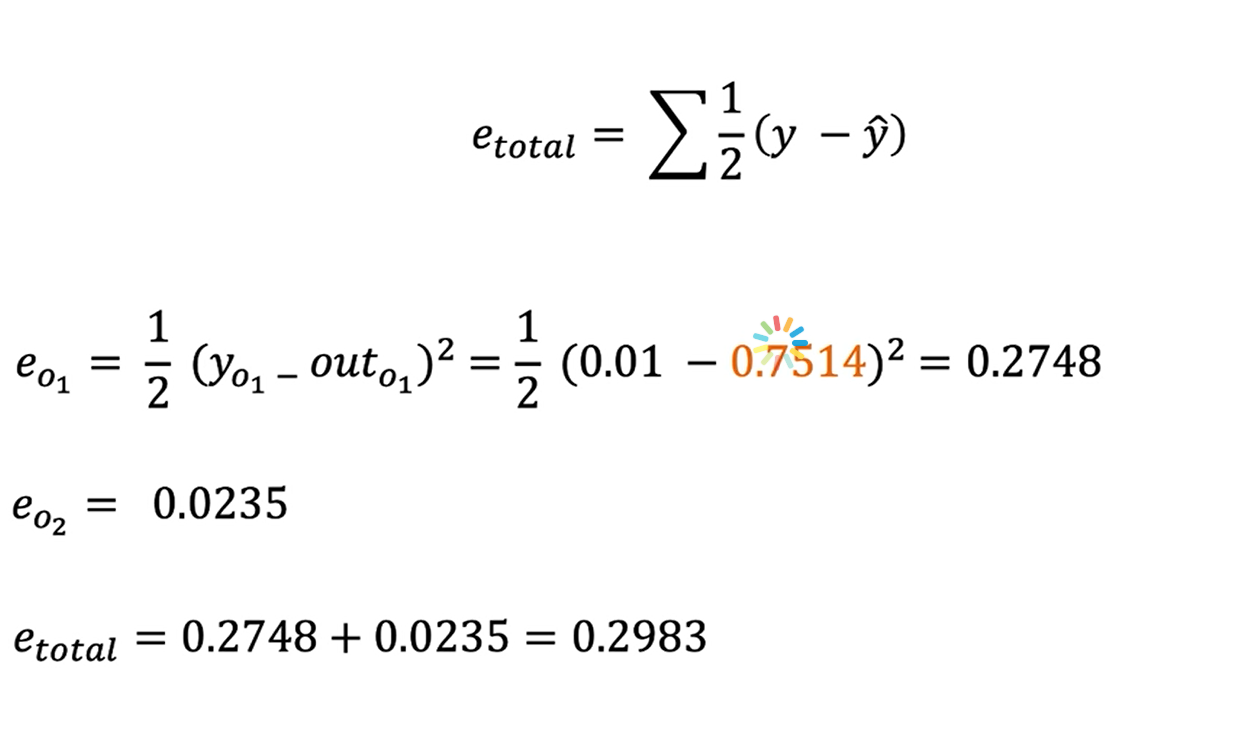 e_total = ∑ 1/2 (y − ŷ)
e_o₁ = 1/2 (y_o₁ − out_o₁)² = 1/2 (0.01 − 0.7514)² = 0.2748
e_o₂ = 0.0235
e_total = 0.2748 + 0.0235 = 0.2983